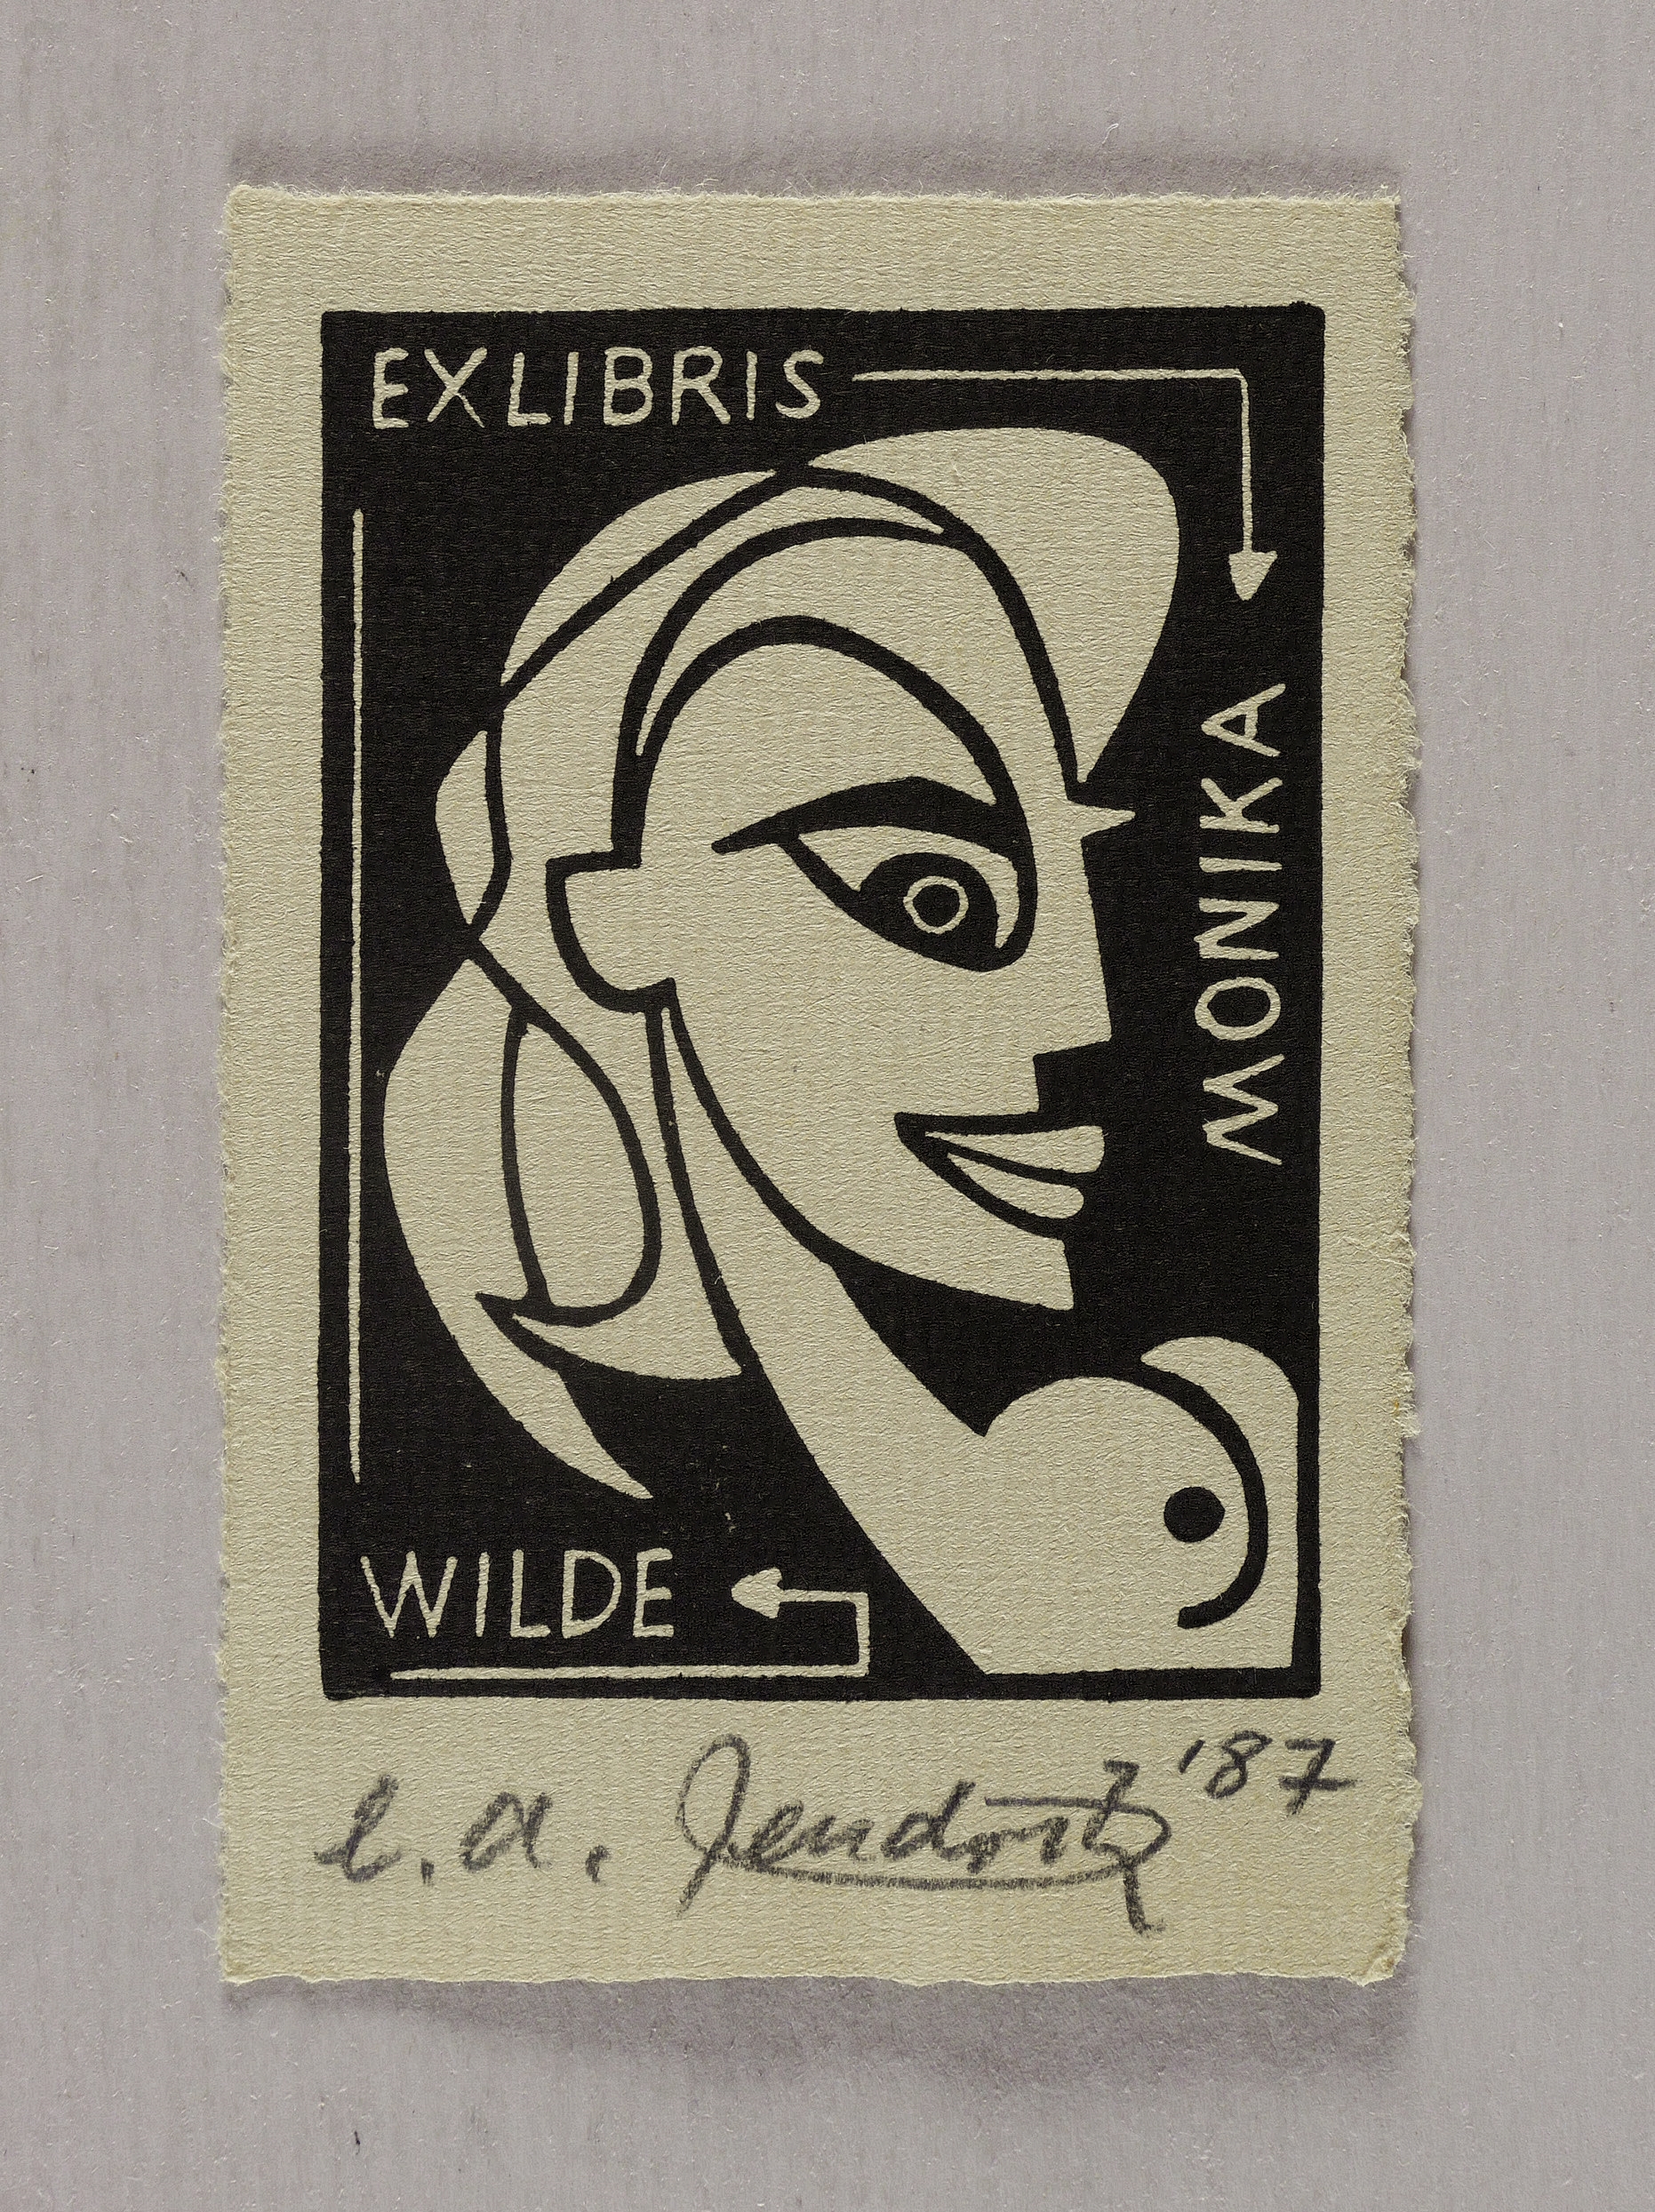 EXLIBRIS
MONIKA
WILDE
e. a. '87